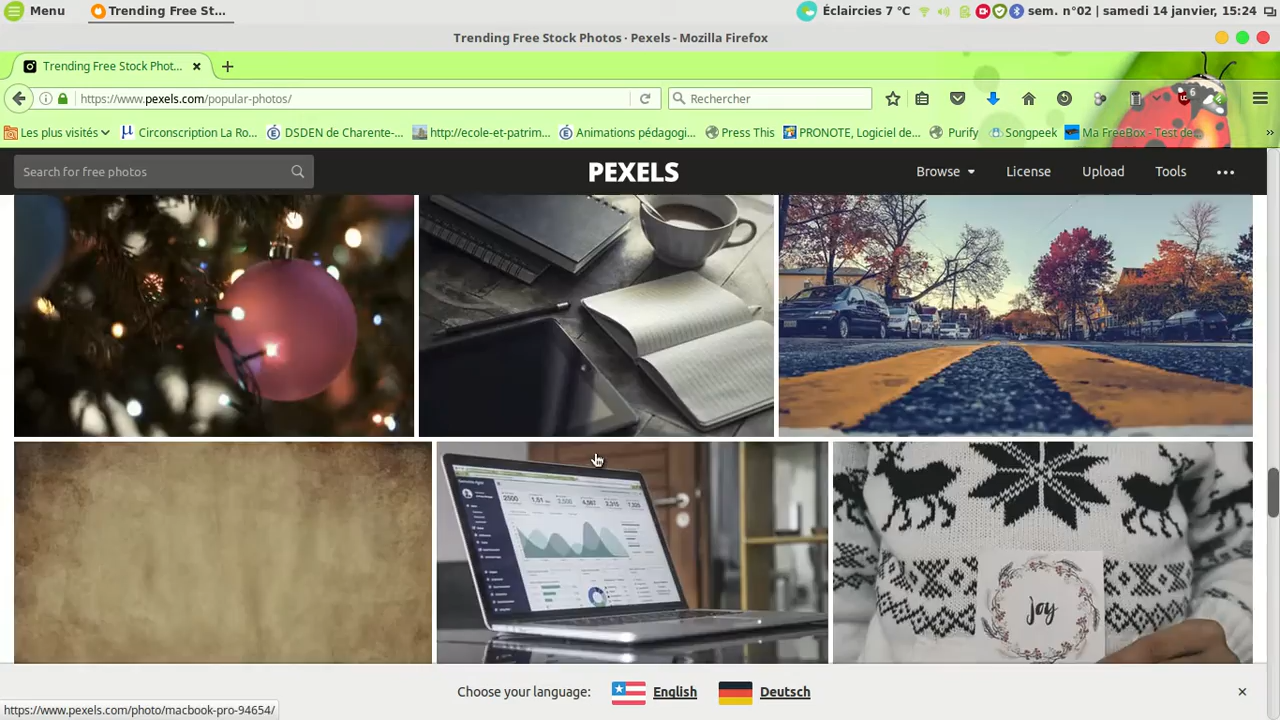 Menu
Trending Free St...
Éclaircies 7 °C
sem. n°02 | samedi 14 janvier, 15:24
Trending Free Stock Photos · Pexels - Mozilla Firefox
Trending Free Stock Phot...
https://www.pexels.com/popular-photos/
Rechercher
6
Les plus visités
Circonscription La Ro...
DSDEN de Charente-...
http://ecole-et-patrim...
Animations pédagogi...
Press This
PRONOTE, Logiciel de...
Purify
Songpeek
Ma FreeBox - Test de
»
Search for free photos
PEXELS
Browse
License
Upload
Tools
joy
Choose your language:
English
Deutsch
https://www.pexels.com/photo/macbook-pro-94654/